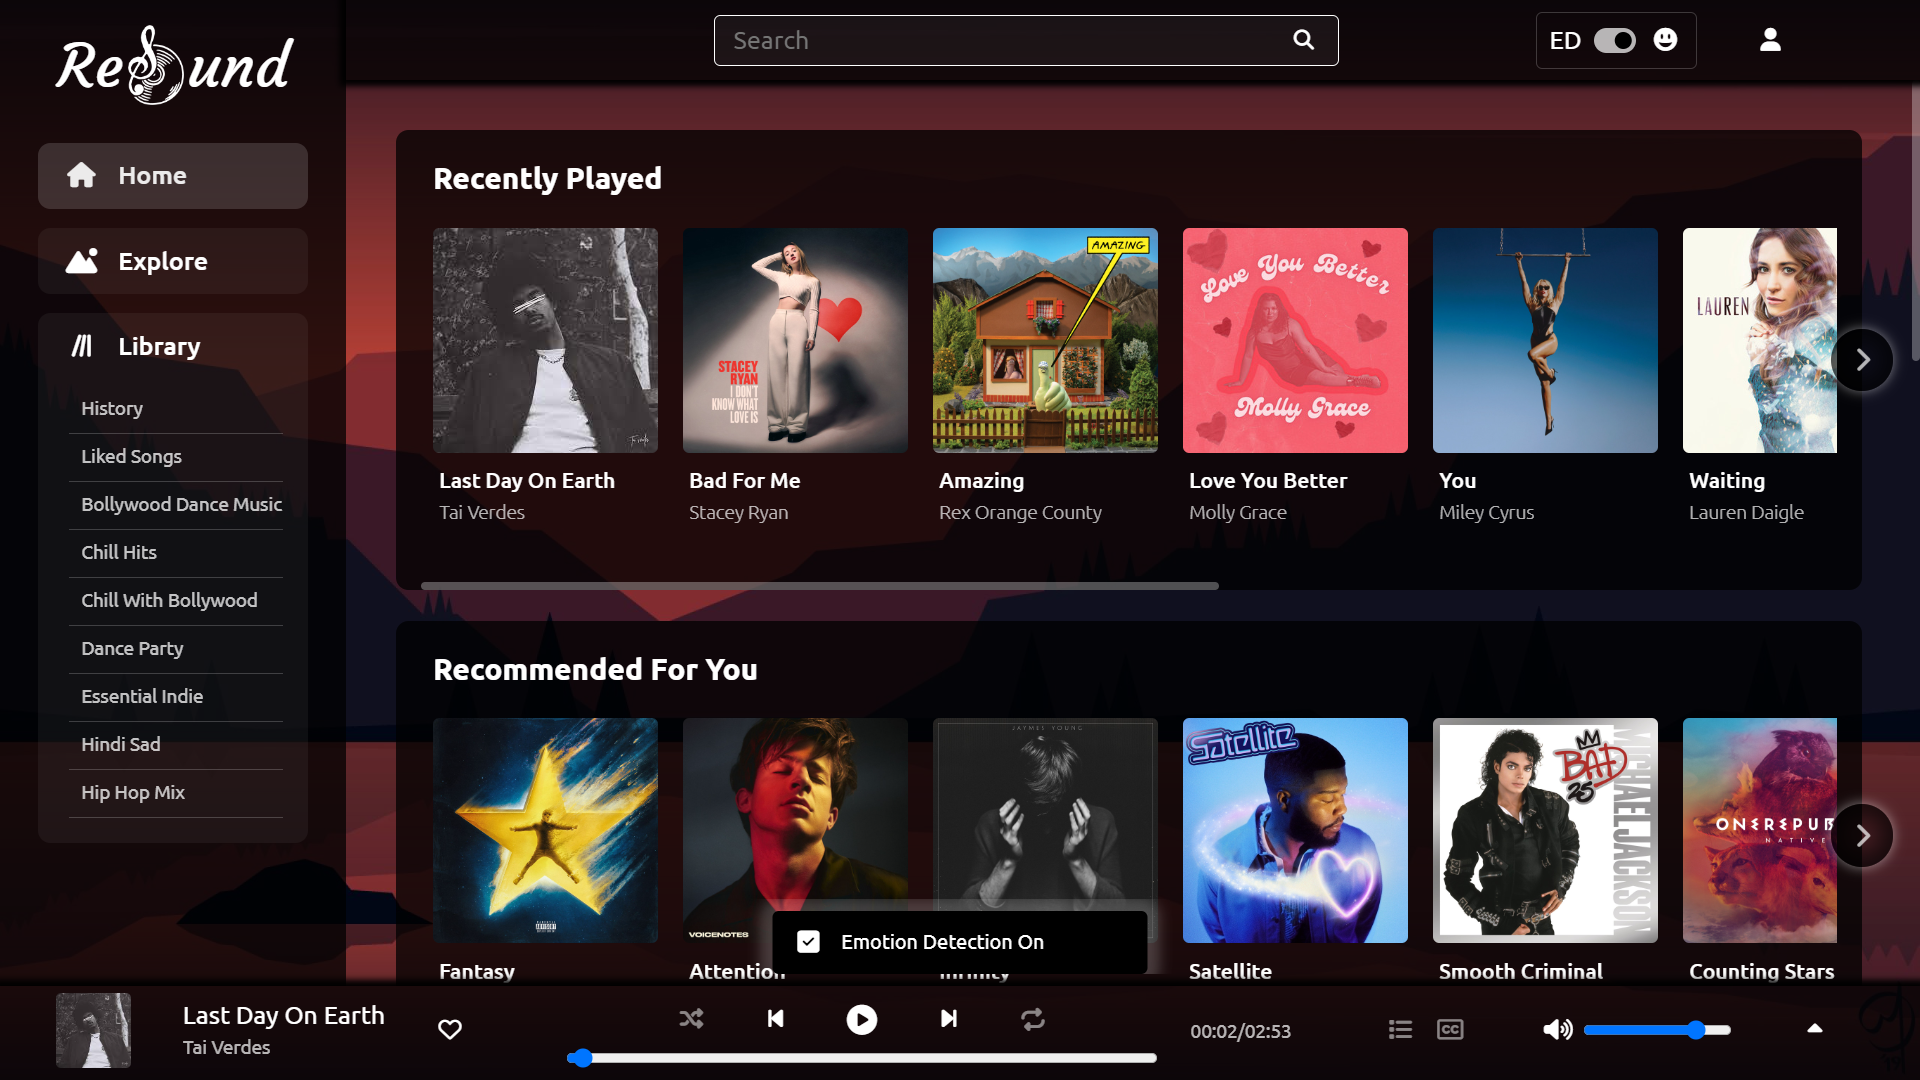 ReSound
Search
ED
Home
Explore
Library
History
Liked Songs
Bollywood Dance Music
Chill Hits
Chill With Bollywood
Dance Party
Essential Indie
Hindi Sad
Hip Hop Mix
Recently Played
STACEY
RYAN
I DON'T
KNOW WHAT
LOVE IS
AMAZING
Love You Better
Molly Grace
LAUREN
Last Day On Earth
Tai Verdes
Bad For Me
Stacey Ryan
Amazing
Rex Orange County
Love You Better
Molly Grace
You
Miley Cyrus
Waiting
Lauren Daigle
Recommended For You
VOICENOTES
JAYMES YOUNG
Satellite
BAD
25
MICHAEL JACKSON
ONEREPUB
NATIVE
Emotion Detection On
Fantasy
Attention
Infinity
Satellite
Smooth Criminal
Counting Stars
Last Day On Earth
Tai Verdes
00:02/02:53
CC